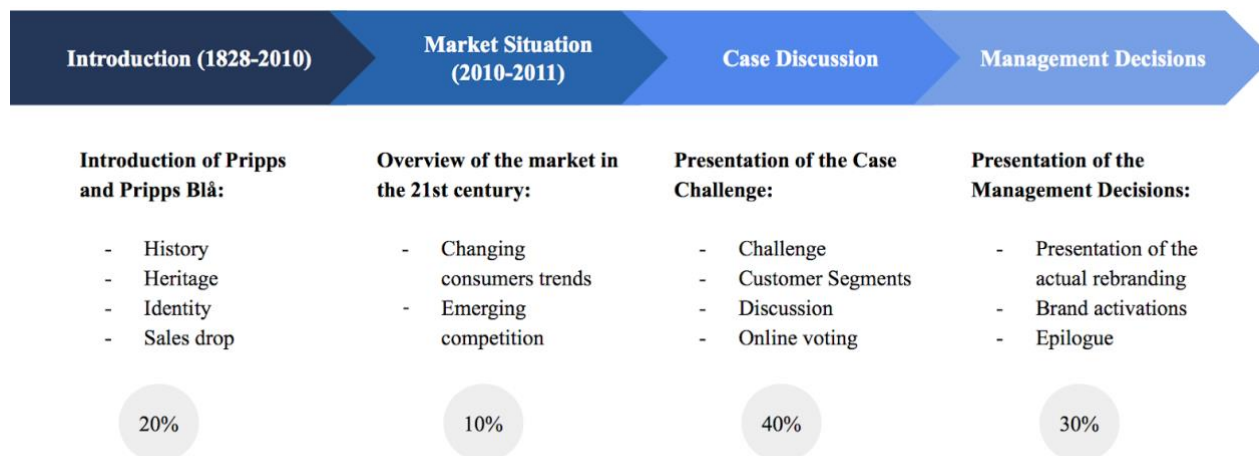 Introduction (1828-2010)
Market Situation
(2010-2011)
Case Discussion
Management Decisions
Introduction of Pripps
and Pripps Blå:
- History
- Heritage
- Identity
- Sales drop
20%
Overview of the market in
the 21st century:
- Changing
consumers trends
- Emerging
competition
10%
Presentation of the Case
Challenge:
- Challenge
- Customer Segments
- Discussion
- Online voting
40%
Presentation of the
Management Decisions:
- Presentation of the
actual rebranding
- Brand activations
- Epilogue
30%